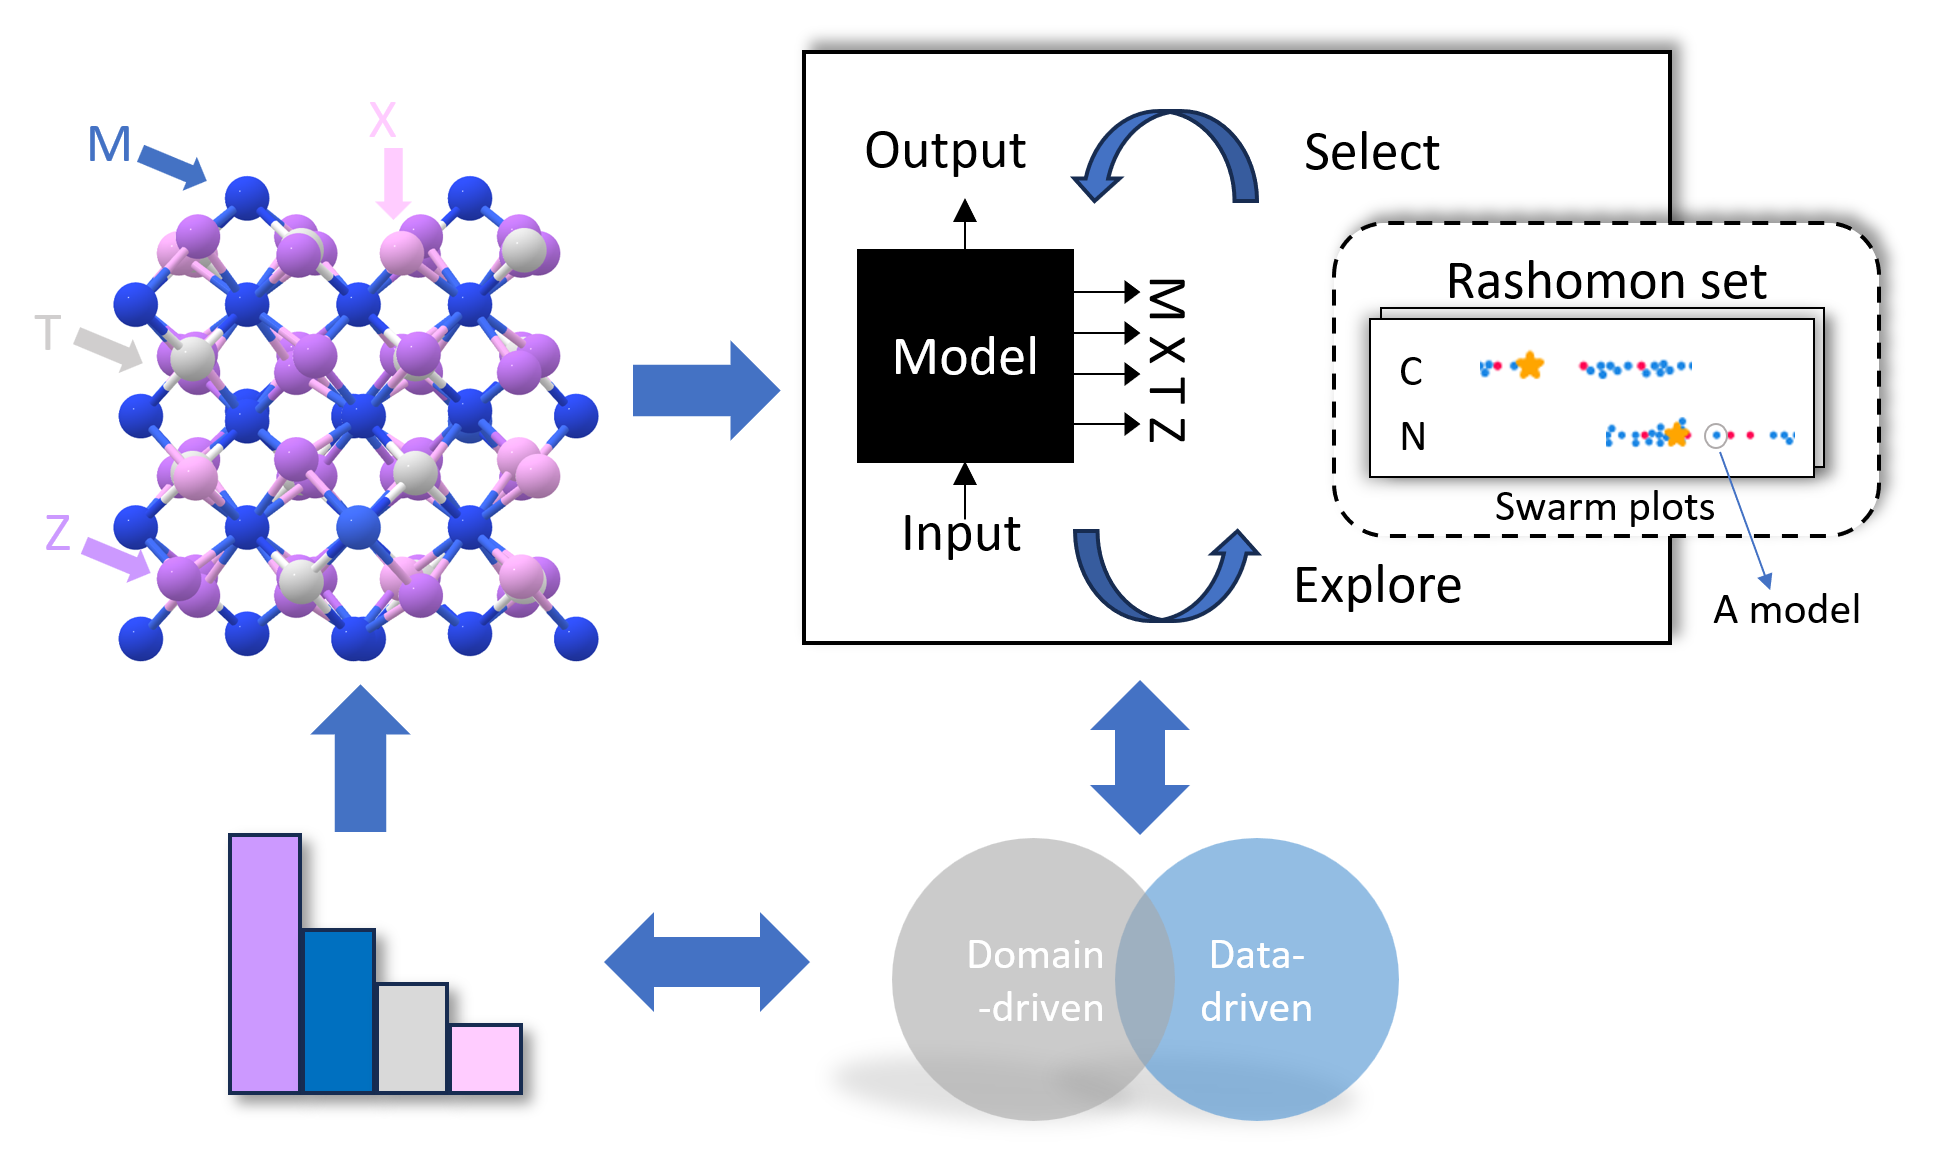 M
X
T
Z
Output
Select
Model
M X T Z
Input
Explore
Rashomon set
C
N
Swarm plots
A model
Domain
-driven
Data-
driven